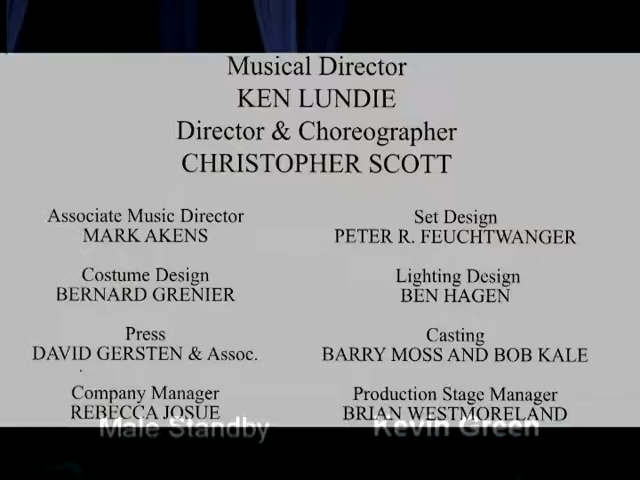 Musical Director
KEN LUNDIE
Director & Choreographer
CHRISTOPHER SCOTT
Associate Music Director
MARK AKENS
Set Design
PETER R. FEUCHTWANGER
Costume Design
BERNARD GRENIER
Lighting Design
BEN HAGEN
Press
DAVID GERSTEN & Assoc.
Casting
BARRY MOSS AND BOB KALE
Company Manager
REBECCA JOSUE
Production Stage Manager
BRIAN WESTMORELAND
Male Standby Kevin Green